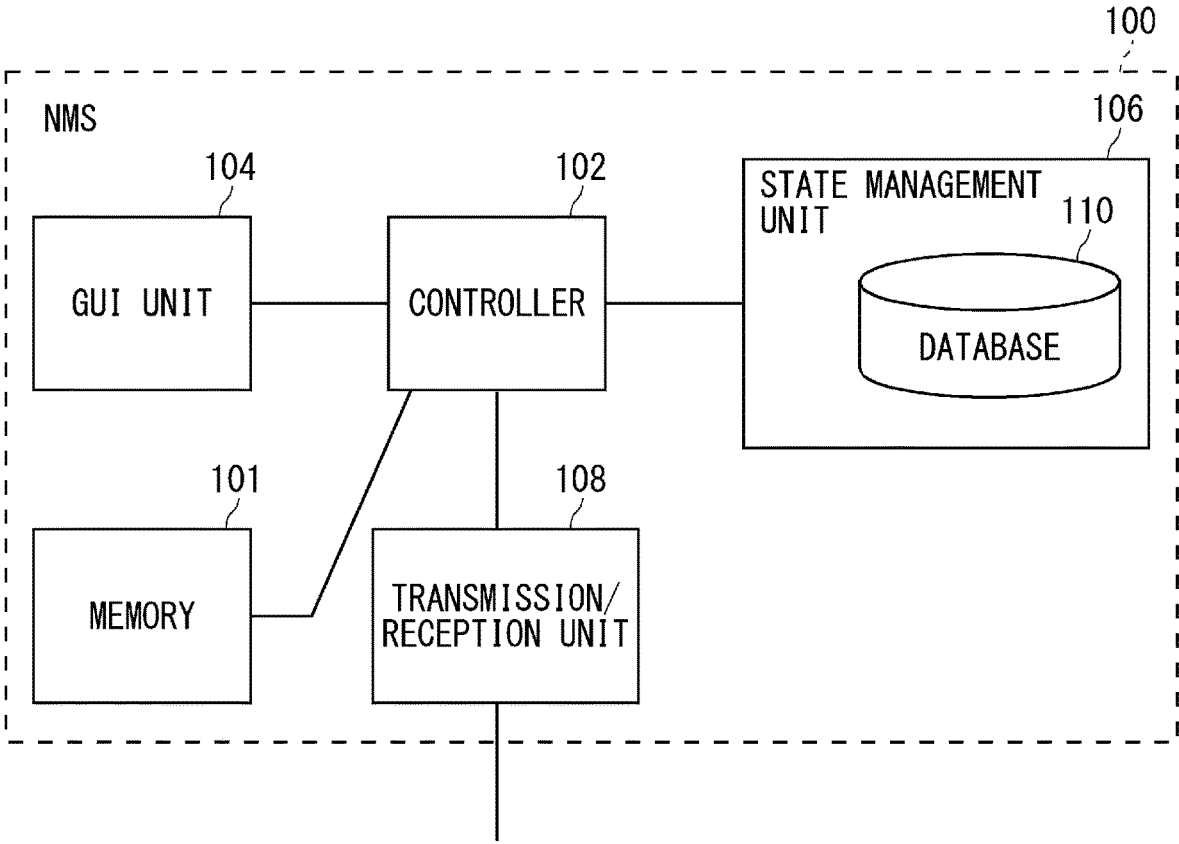 100
NMS
106
104
102
STATE MANAGEMENT
UNIT
110
GUI UNIT
CONTROLLER
DATABASE
101
108
MEMORY
TRANSMISSION/
RECEPTION UNIT